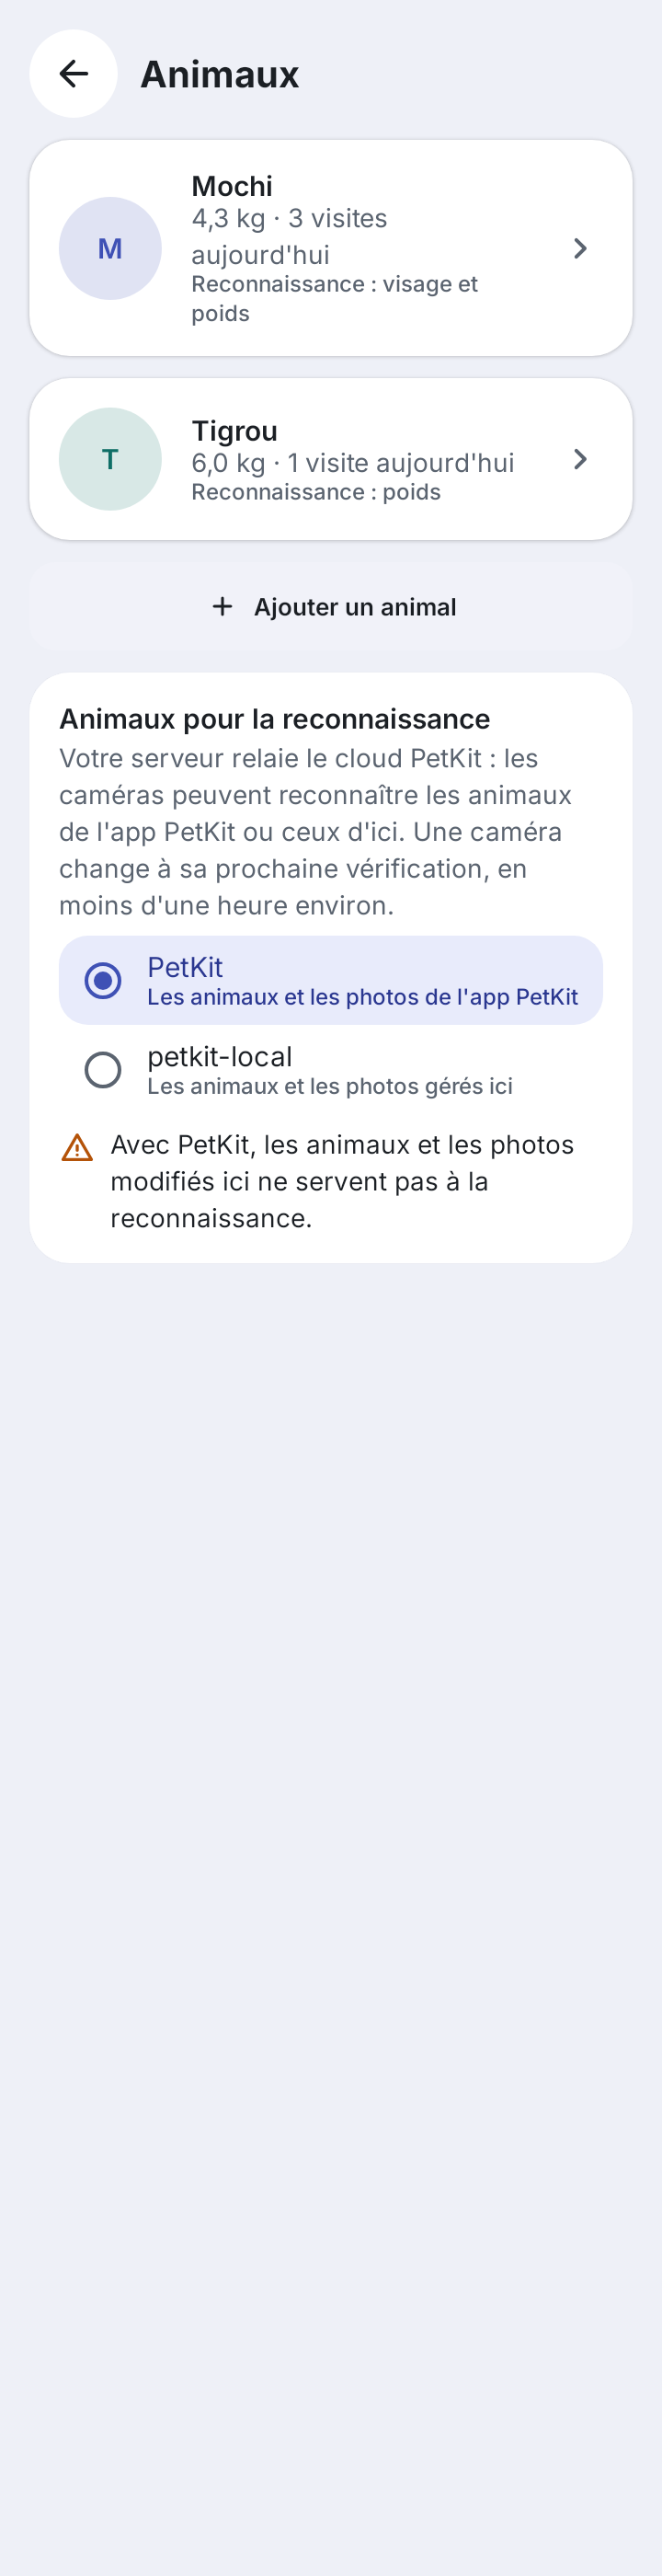 Animaux
Mochi
M
4,3 kg · 3 visites
aujourd'hui
Reconnaissance : visage et
poids
Tigrou
T
6,0 kg · 1 visite aujourd'hui
Reconnaissance : poids
+ Ajouter un animal
Animaux pour la reconnaissance
Votre serveur relaie le cloud PetKit : les
caméras peuvent reconnaître les animaux
de l'app PetKit ou ceux d'ici. Une caméra
change à sa prochaine vérification, en
moins d'une heure environ.
PetKit
Les animaux et les photos de l'app PetKit
petkit-local
Les animaux et les photos gérés ici
Avec PetKit, les animaux et les photos
modifiés ici ne servent pas à la
reconnaissance.